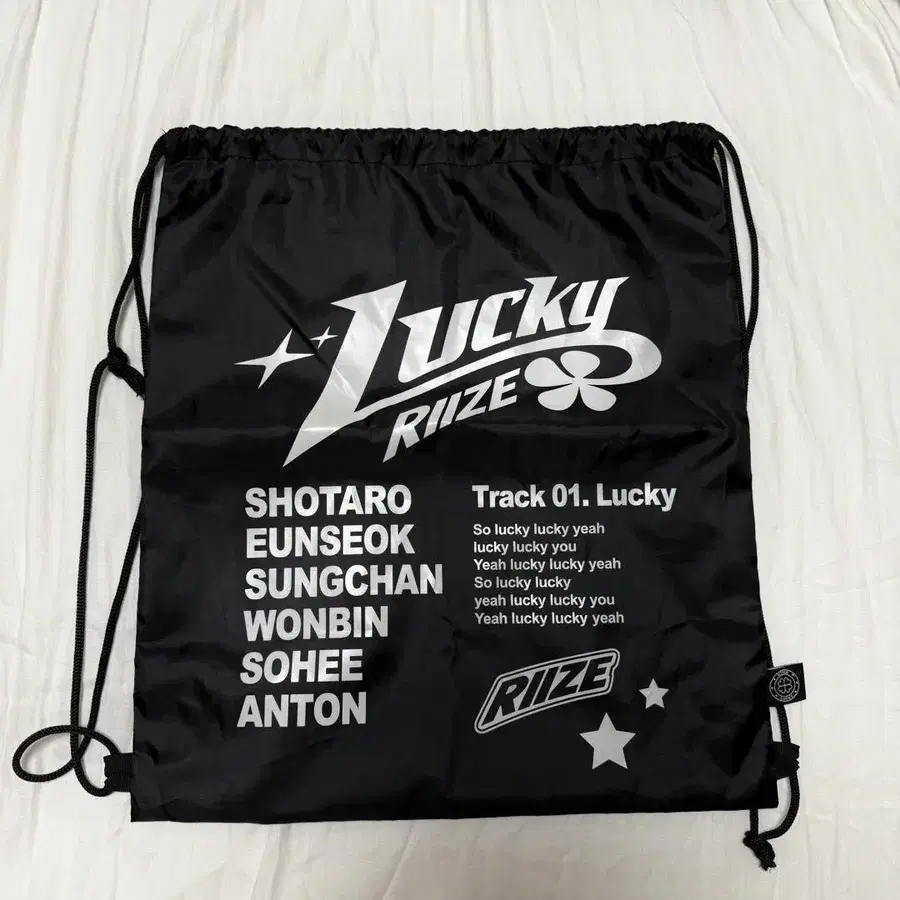 Lucky
RIIZE
SHOTARO
EUNSEOK
SUNGCHAN
WONBIN
SOHEE
ANTON
Track 01. Lucky
So lucky lucky yeah
lucky lucky you
Yeah lucky lucky yeah
So lucky lucky
yeah lucky lucky you
Yeah lucky lucky yeah
RIIZE